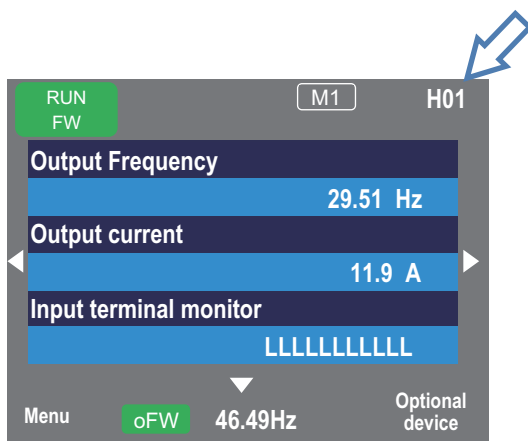 RUN
FW
M1
H01
Output Frequency
29.51 Hz
Output current
11.9 A
Input terminal monitor
LLLLLLLLLLL
Menu
oFW
46.49Hz
Optional
device